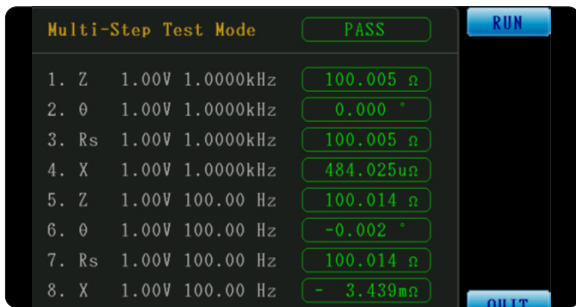 Multi-Step Test Mode PASS RUN
1. Z 1.00V 1.0000kHz 100.005 Ω
2. θ 1.00V 1.0000kHz 0.000 °
3. Rs 1.00V 1.0000kHz 100.005 Ω
4. X 1.00V 1.0000kHz 484.025uΩ
5. Z 1.00V 100.00 Hz 100.014 Ω
6. θ 1.00V 100.00 Hz -0.002 °
7. Rs 1.00V 100.00 Hz 100.014 Ω
8. X 1.00V 100.00 Hz - 3.439mΩ
QUIT